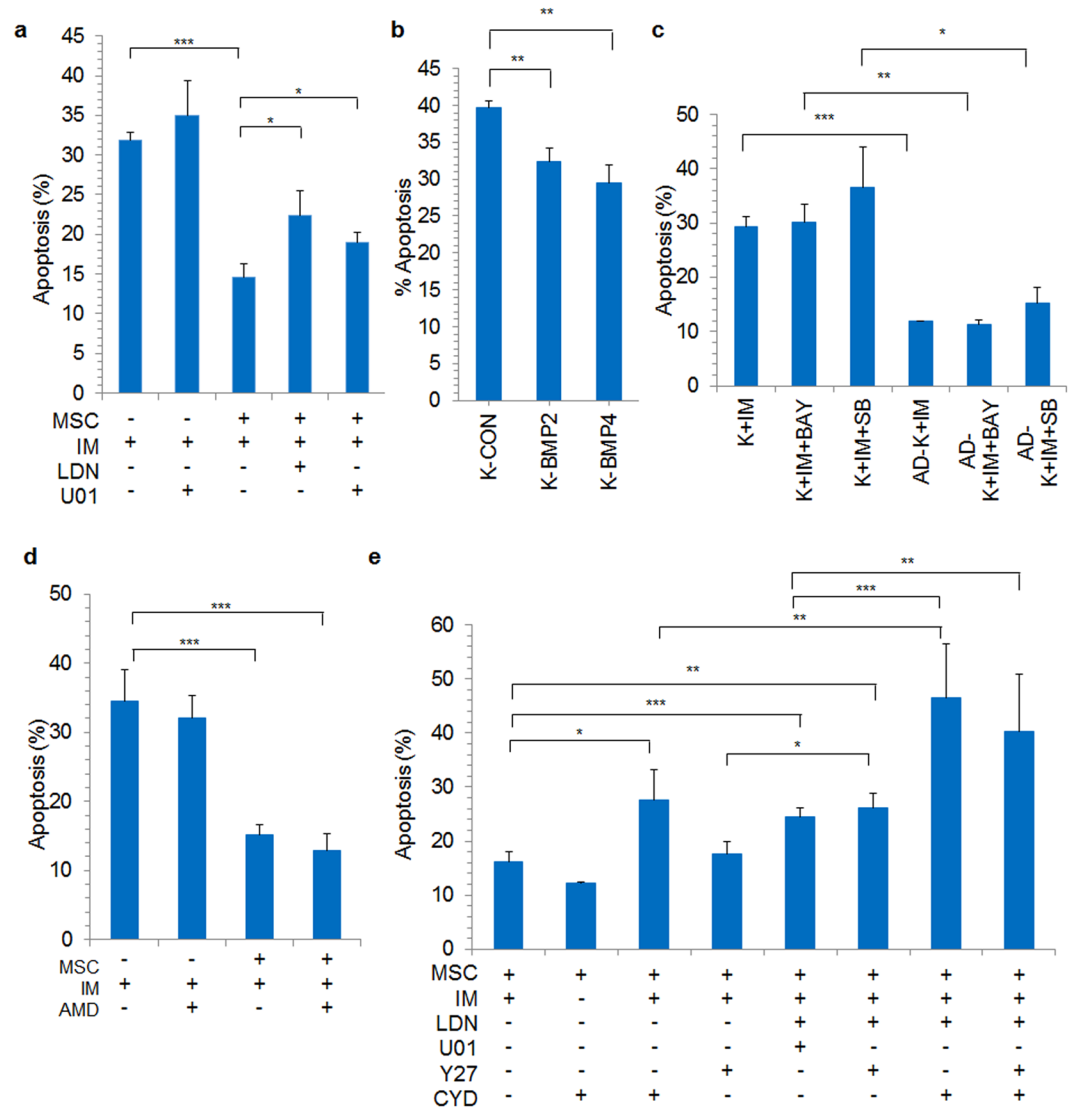 a
Apoptosis (%)
45
40
35
30
25
20
15
10
5
0
***
*
*
MSC - - + + +
IM + + + + +
LDN - - - + -
U01 - + - - +
b
% Apoptosis
45
40
35
30
25
20
15
10
5
0
**
**
K-CON
K-BMP2
K-BMP4
c
Apoptosis (%)
50
40
30
20
10
0
*
**
***
K+IM
K+IM+BAY
K+IM+SB
AD-K+IM
AD-
K+IM+BAY
AD-
K+IM+SB
d
Apoptosis (%)
50
40
30
20
10
0
***
***
MSC - - + +
IM + + + +
AMD - + - +
e
Apoptosis (%)
60
50
40
30
20
10
0
**
***
**
**
***
*
*
MSC + + + + + + + +
IM + - + + + + + +
LDN - - - - + + + +
U01 - - - - + - - -
Y27 - - - + - + - +
CYD - + + - - - + +